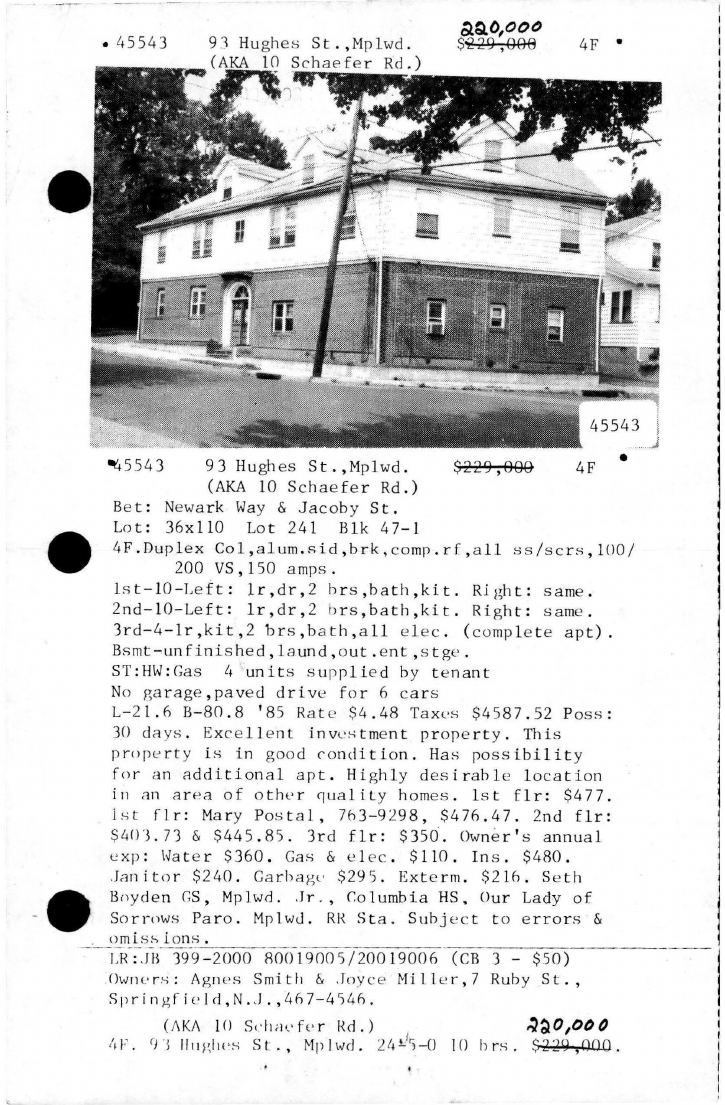 220,000
45543 93 Hughes St.,Mplwd. $229,000 4F
(AKA 10 Schaefer Rd.)
45543
45543 93 Hughes St.,Mplwd. $229,000 4F
(AKA 10 Schaefer Rd.)
Bet: Newark Way & Jacoby St.
Lot: 36x110 Lot 241 Blk 47-1
4F.Duplex Col,alum.sid,brk,comp.rf,all ss/scrs,100/
200 VS,150 amps.
1st-10-Left: lr,dr,2 brs,bath,kit. Right: same.
2nd-10-Left: lr,dr,2 brs,bath,kit. Right: same.
3rd-4-lr,kit,2 brs,bath,all elec. (complete apt).
Bsmt-unfinished,laund,out.ent,stge.
ST:HW:Gas 4 units supplied by tenant
No garage,paved drive for 6 cars
L-21.6 B-80.8 '85 Rate $4.48 Taxes $4587.52 Poss:
30 days. Excellent investment property. This
property is in good condition. Has possibility
for an additional apt. Highly desirable location
in an area of other quality homes. 1st flr: $477.
1st flr: Mary Postal, 763-9298, $476.47. 2nd flr:
$403.73 & $445.85. 3rd flr: $350. Owner's annual
exp: Water $360. Gas & elec. $110. Ins. $480.
Janitor $240. Garbage $295. Exterm. $216. Seth
Boyden GS, Mplwd. Jr., Columbia HS, Our Lady of
Sorrows Paro. Mplwd. RR Sta. Subject to errors &
omissions.
LR:JB 399-2000 80019005/20019006 (CB 3 - $50)
Owners: Agnes Smith & Joyce Miller,7 Ruby St.,
Springfield,N.J.,467-4546.
(AKA 10 Schaefer Rd.) 220,000
4F. 93 Hughes St., Mplwd. 10 brs. $229,000.